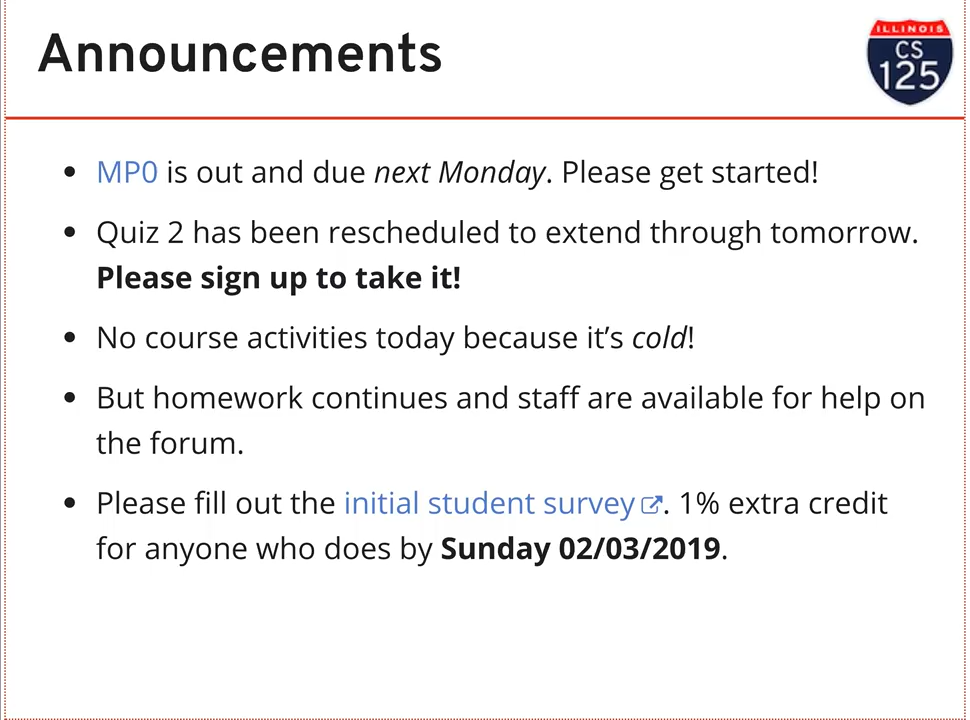 Announcements
ILLINOIS
CS
125
MP0 is out and due next Monday. Please get started!
Quiz 2 has been rescheduled to extend through tomorrow.
Please sign up to take it!
No course activities today because it’s cold!
But homework continues and staff are available for help on
the forum.
Please fill out the initial student survey. 1% extra credit
for anyone who does by Sunday 02/03/2019.